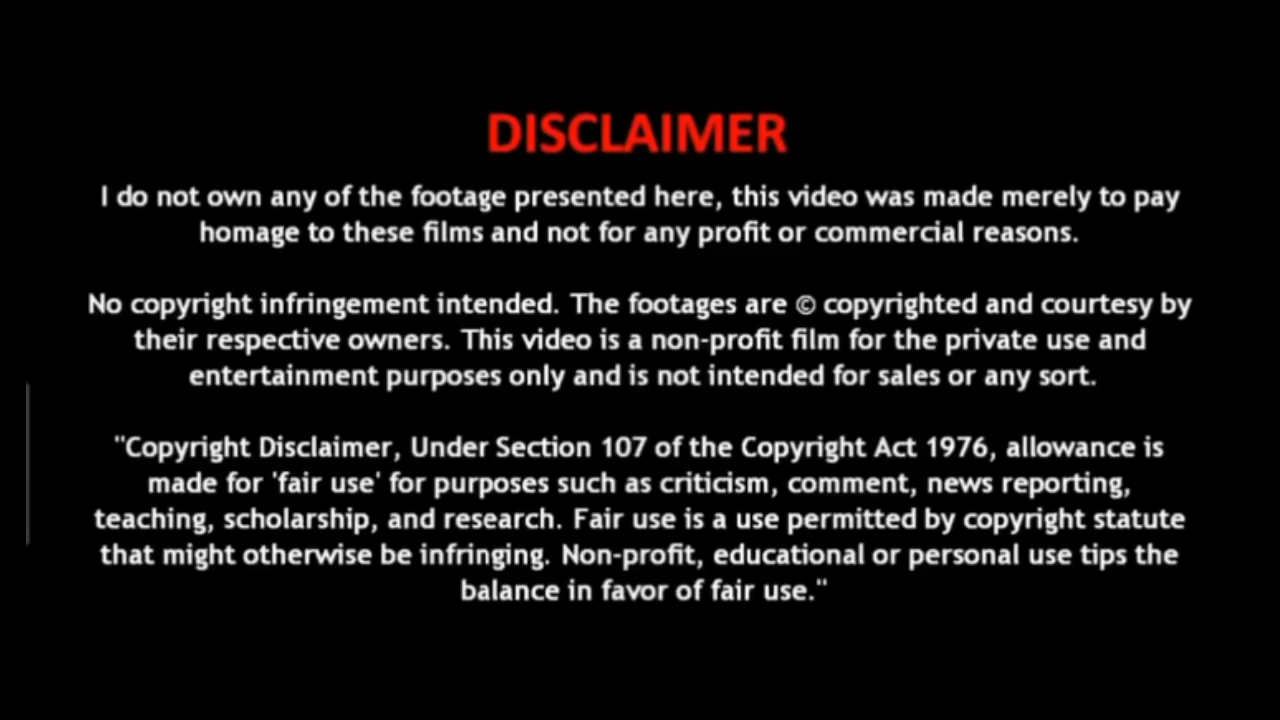 DISCLAIMER
I do not own any of the footage presented here, this video was made merely to pay
homage to these films and not for any profit or commercial reasons.
No copyright infringement intended. The footages are © copyrighted and courtesy by
their respective owners. This video is a non-profit film for the private use and
entertainment purposes only and is not intended for sales or any sort.
"Copyright Disclaimer, Under Section 107 of the Copyright Act 1976, allowance is
made for 'fair use' for purposes such as criticism, comment, news reporting,
teaching, scholarship, and research. Fair use is a use permitted by copyright statute
that might otherwise be infringing. Non-profit, educational or personal use tips the
balance in favor of fair use."